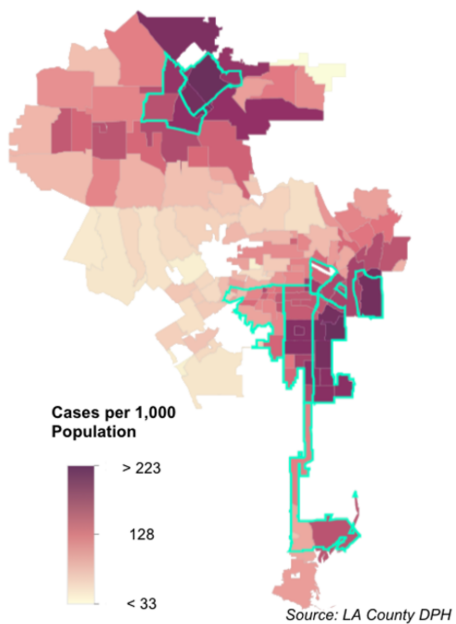 Cases per 1,000
Population
> 223
128
< 33
Source: LA County DPH